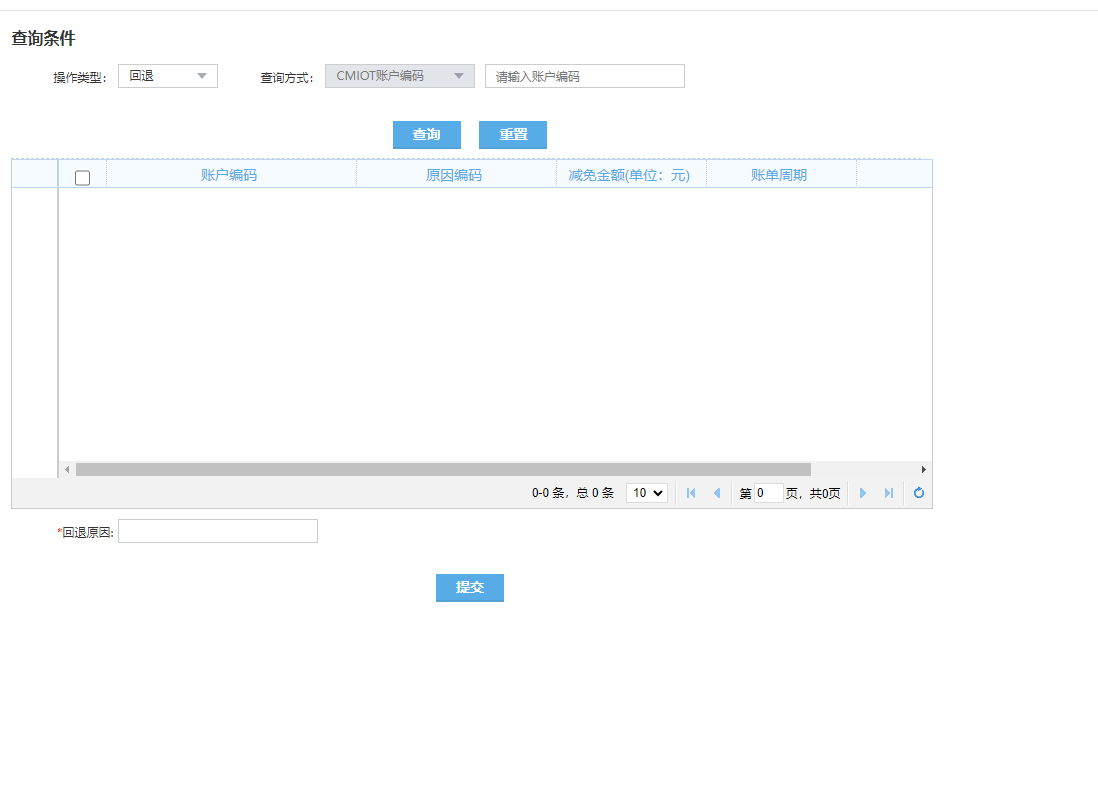 查询条件
操作类型： 回退 查询方式： CMIOT账户编码 请输入账户编码
查询 重置
账户编码 原因编码 减免金额(单位：元) 账单周期
0-0 条，总 0 条 10 第 0 页，共0页
*回退原因:
提交